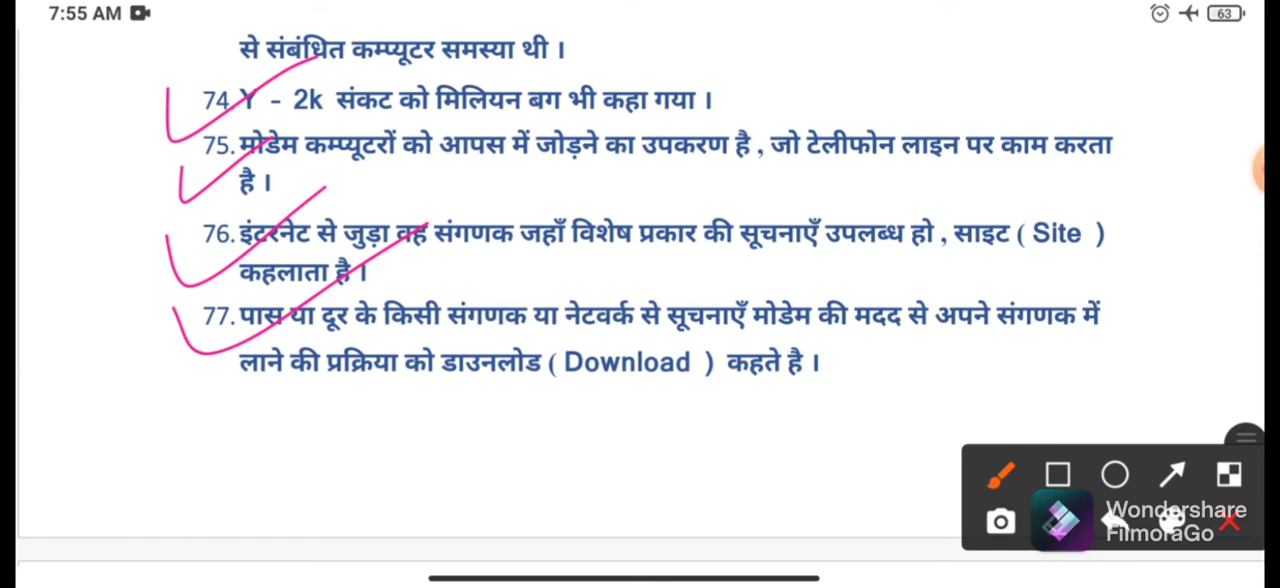 7:55 AM
63
से संबंधित कम्प्यूटर समस्या थी ।
74. Y - 2k संकट को मिलियन बग भी कहा गया ।
75. मोडेम कम्प्यूटरों को आपस में जोड़ने का उपकरण है , जो टेलीफोन लाइन पर काम करता
है ।
76. इंटरनेट से जुड़ा वह संगणक जहाँ विशेष प्रकार की सूचनाएँ उपलब्ध हो , साइट ( Site )
कहलाता है ।
77. पास या दूर के किसी संगणक या नेटवर्क से सूचनाएँ मोडेम की मदद से अपने संगणक में
लाने की प्रक्रिया को डाउनलोड ( Download ) कहते है ।
Wondershare
FilmoraGo